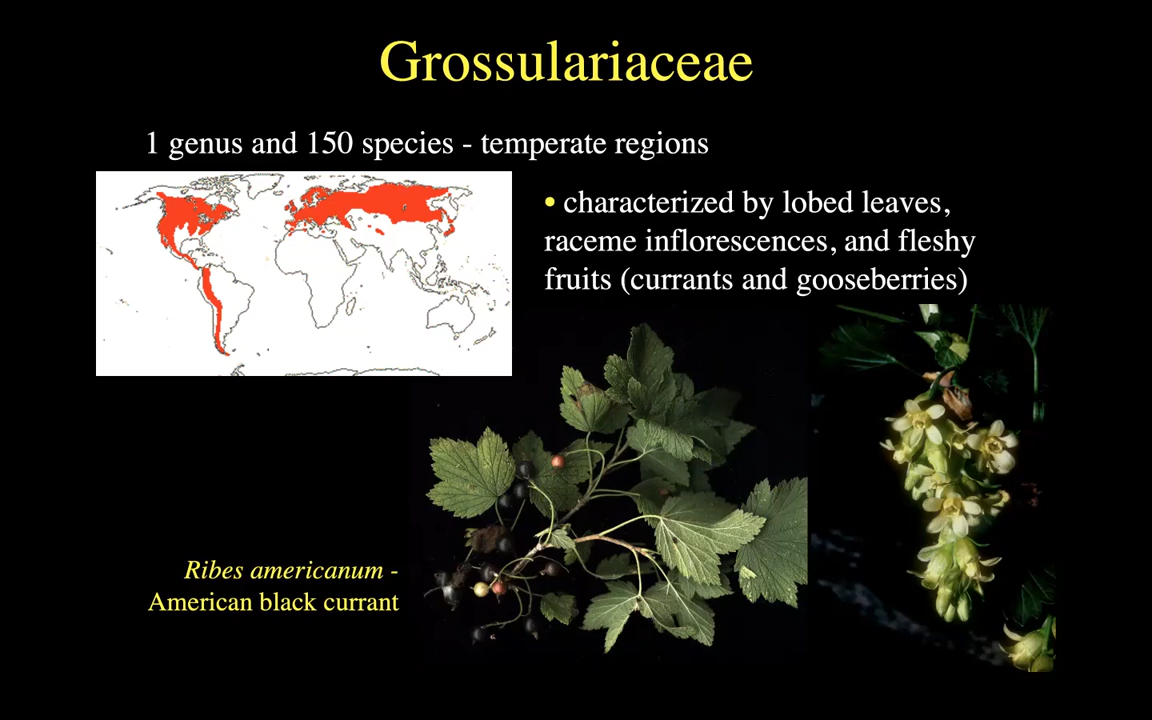 Grossulariaceae
1 genus and 150 species - temperate regions
• characterized by lobed leaves,
raceme inflorescences, and fleshy
fruits (currants and gooseberries)
Ribes americanum -
American black currant